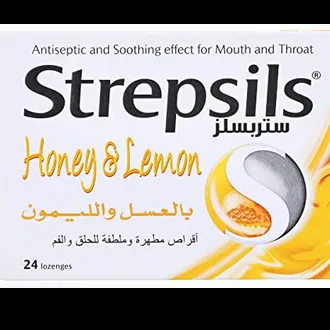 Antiseptic and Soothing effect for Mouth and Throat
Strepsils®
ستربسلز
Honey & Lemon
بالعسل والليمون
أقراص مطهرة وملطفة للحلق والفم
24 lozenges